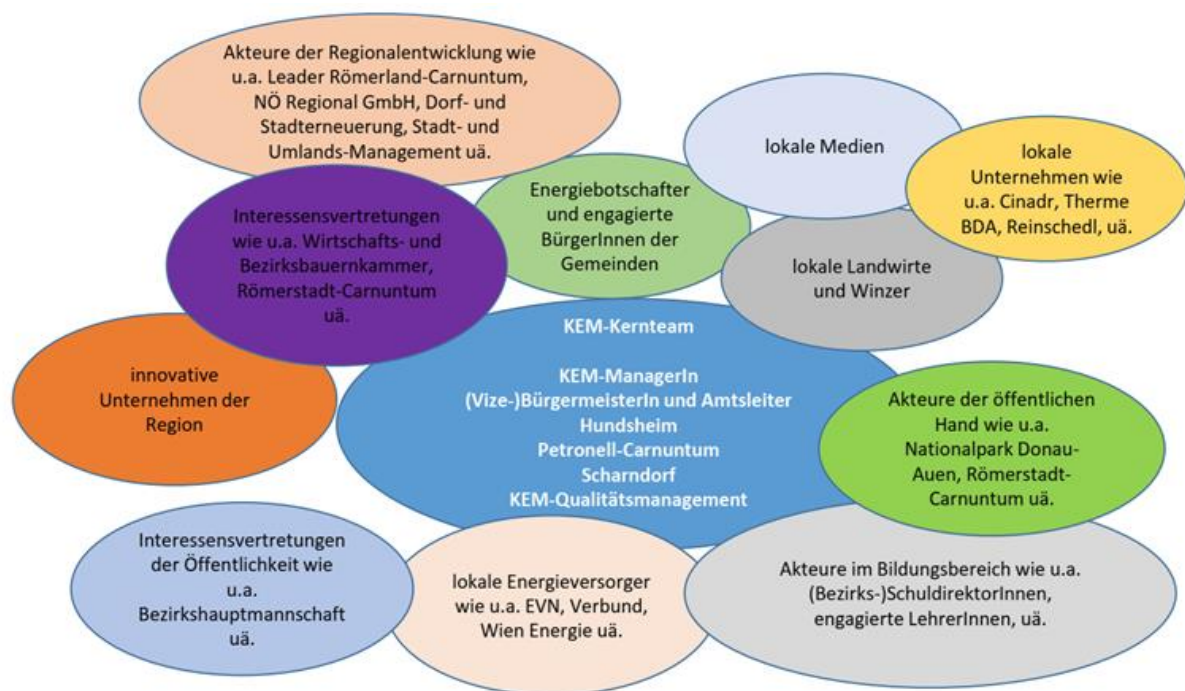 Akteure der Regionalentwicklung wie
u.a. Leader Römerland-Carnuntum,
NÖ Regional GmbH, Dorf- und
Stadterneuerung, Stadt- und
Umlands-Management uä.
lokale Medien
lokale
Unternehmen wie
u.a. Cinadr, Therme
BDA, Reinschedl, uä.
Interessensvertretungen
wie u.a. Wirtschafts- und
Bezirksbauernkammer,
Römerstadt-Carnuntum
uä.
Energiebotschafter
und engagierte
BürgerInnen der
Gemeinden
lokale Landwirte
und Winzer
innovative
Unternehmen der
Region
KEM-Kernteam
KEM-ManagerIn
(Vize-)BürgermeisterIn und Amtsleiter
Hundsheim
Petronell-Carnuntum
Scharndorf
KEM-Qualitätsmanagement
Akteure der öffentlichen
Hand wie u.a.
Nationalpark Donau-
Auen, Römerstadt-
Carnuntum uä.
Interessensvertretungen
der Öffentlichkeit wie
u.a.
Bezirkshauptmannschaft
uä.
lokale Energieversorger
wie u.a. EVN, Verbund,
Wien Energie uä.
Akteure im Bildungsbereich wie u.a.
(Bezirks-)SchuldirektorInnen,
engagierte LehrerInnen, uä.